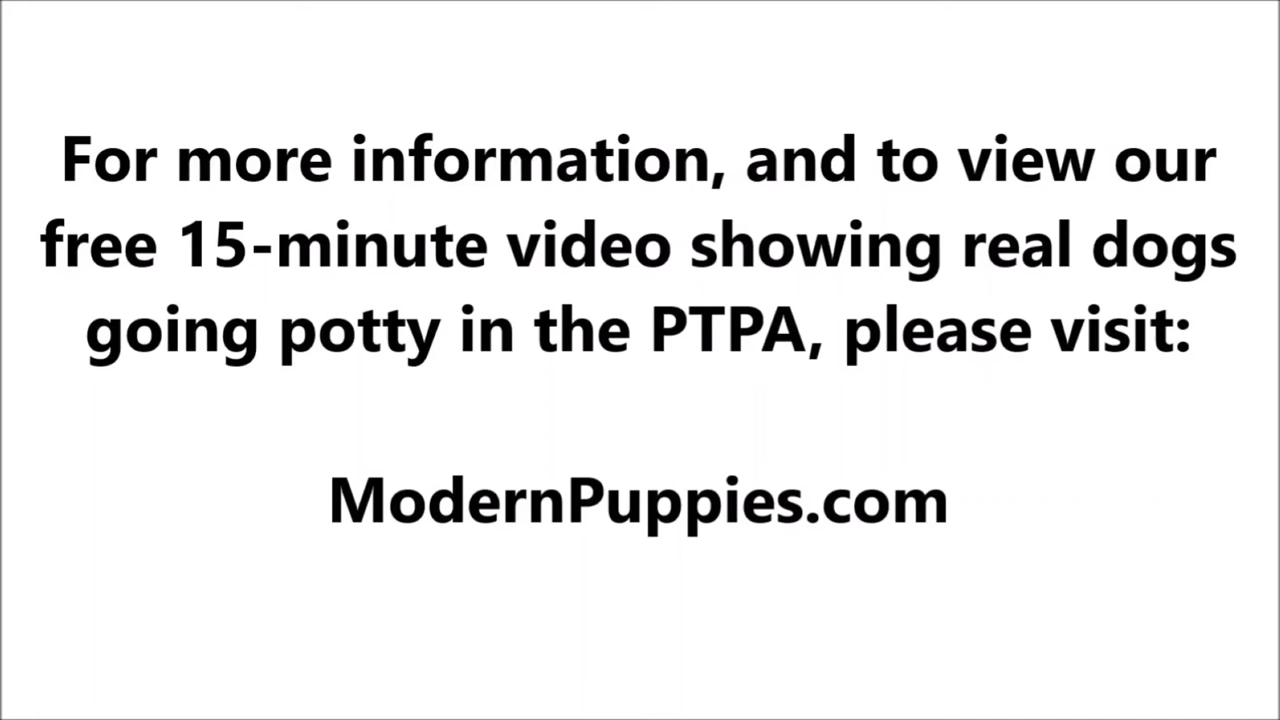 For more information, and to view our
free 15-minute video showing real dogs
going potty in the PTPA, please visit:
ModernPuppies.com